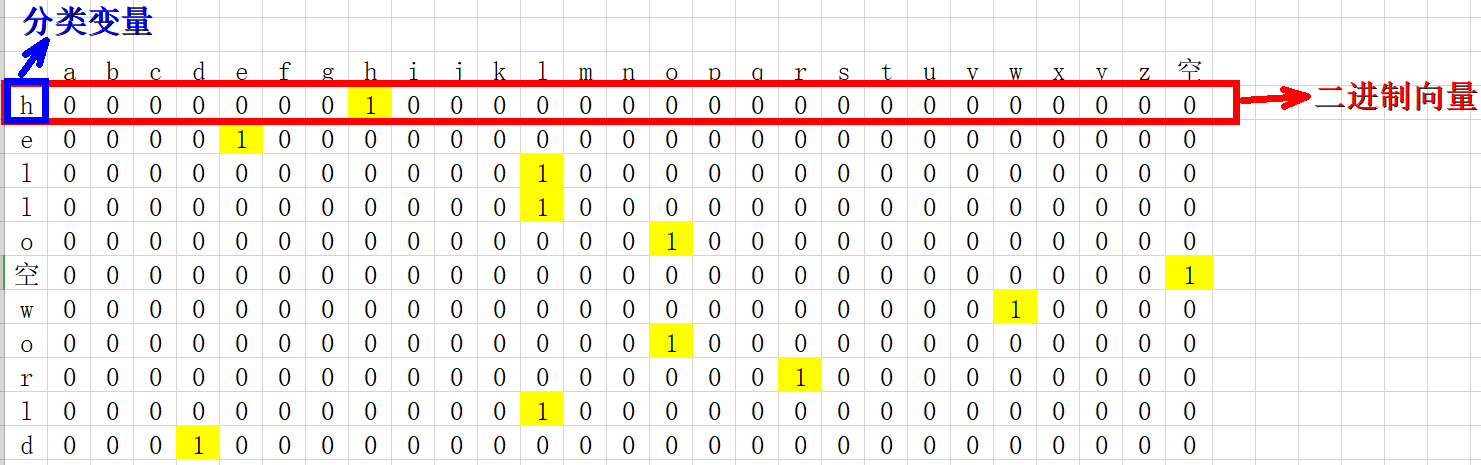 分类变量
a b c d e f g h i j k l m n o p q r s t u v w x y z 空
h 0 0 0 0 0 0 0 1 0 0 0 0 0 0 0 0 0 0 0 0 0 0 0 0 0 0 0 二进制向量
e 0 0 0 0 1 0 0 0 0 0 0 0 0 0 0 0 0 0 0 0 0 0 0 0 0 0 0
l 0 0 0 0 0 0 0 0 0 0 0 1 0 0 0 0 0 0 0 0 0 0 0 0 0 0 0
l 0 0 0 0 0 0 0 0 0 0 0 1 0 0 0 0 0 0 0 0 0 0 0 0 0 0 0
o 0 0 0 0 0 0 0 0 0 0 0 0 0 0 1 0 0 0 0 0 0 0 0 0 0 0 0
空 0 0 0 0 0 0 0 0 0 0 0 0 0 0 0 0 0 0 0 0 0 0 0 0 0 0 1
w 0 0 0 0 0 0 0 0 0 0 0 0 0 0 0 0 0 0 0 0 0 0 1 0 0 0 0
o 0 0 0 0 0 0 0 0 0 0 0 0 0 0 1 0 0 0 0 0 0 0 0 0 0 0 0
r 0 0 0 0 0 0 0 0 0 0 0 0 0 0 0 0 0 1 0 0 0 0 0 0 0 0 0
l 0 0 0 0 0 0 0 0 0 0 0 1 0 0 0 0 0 0 0 0 0 0 0 0 0 0 0
d 0 0 0 1 0 0 0 0 0 0 0 0 0 0 0 0 0 0 0 0 0 0 0 0 0 0 0